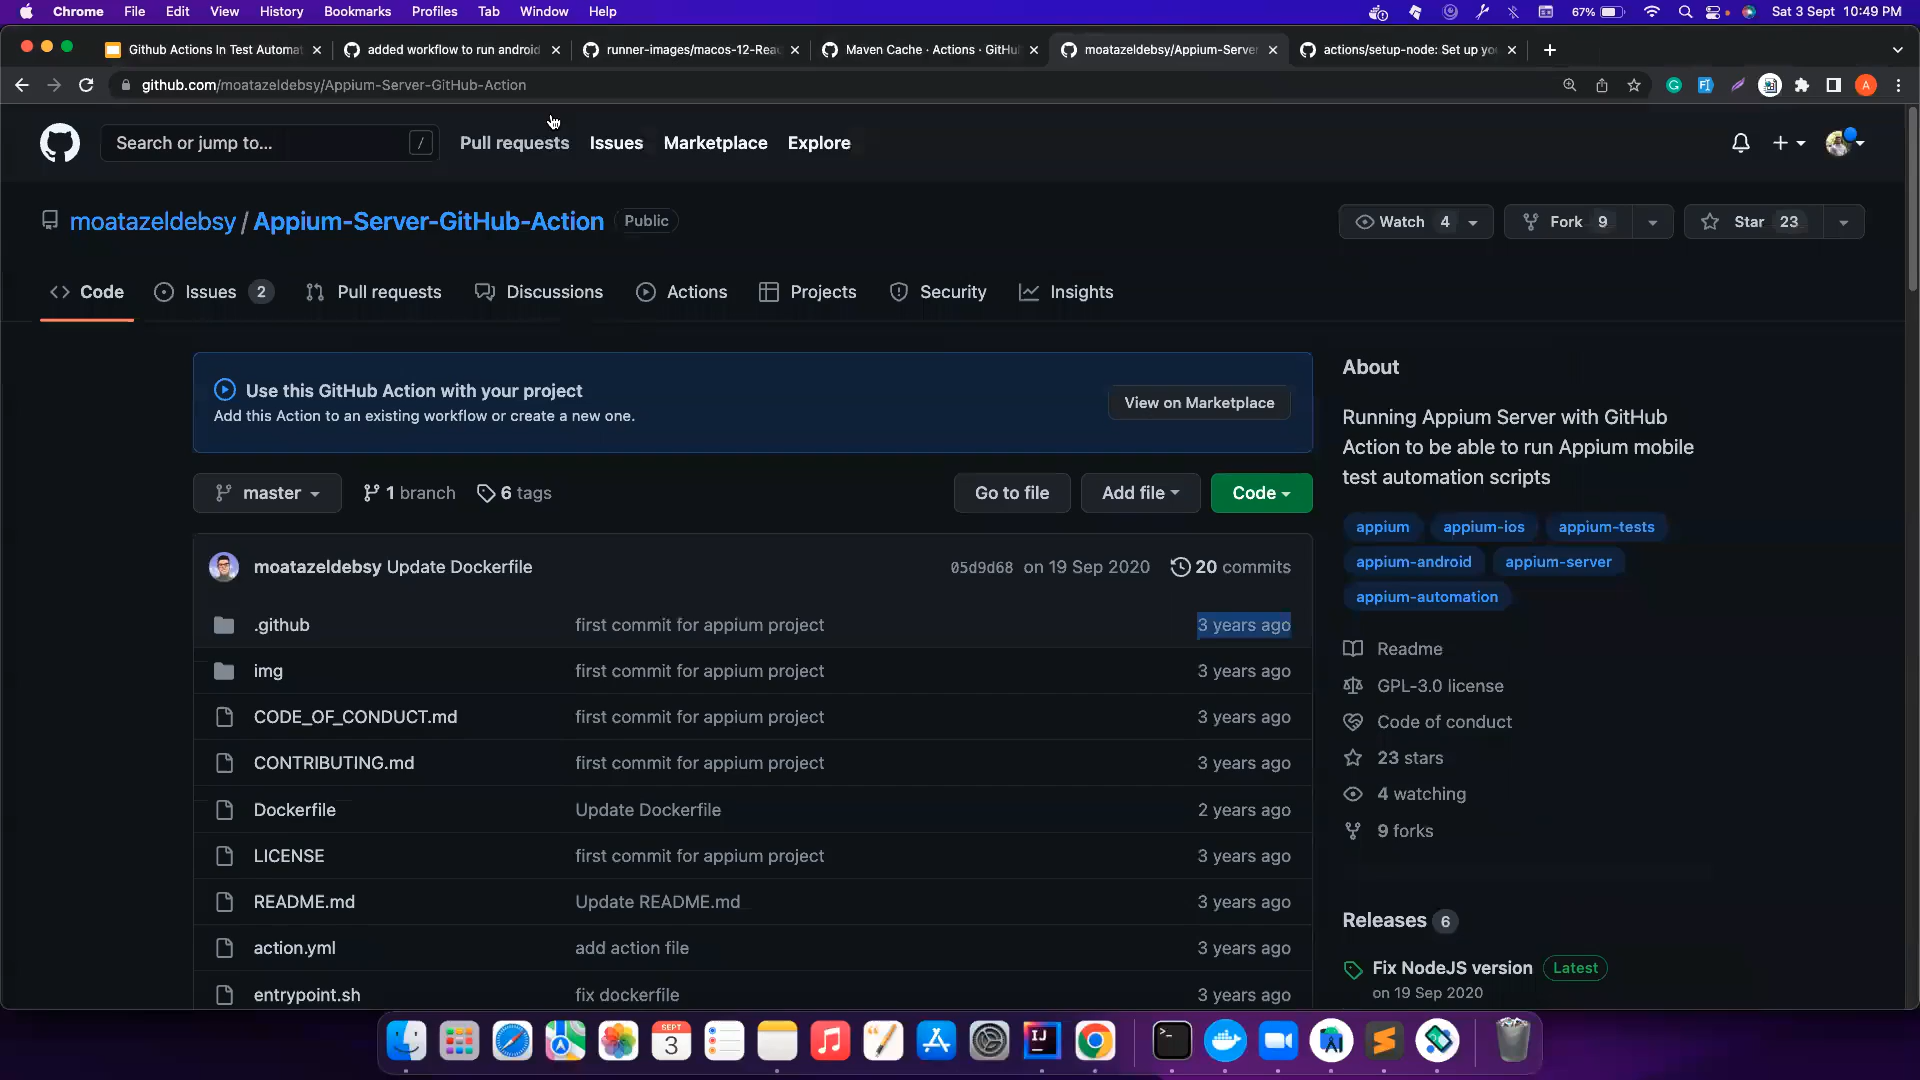 Chrome File Edit View History Bookmarks Profiles Tab Window Help 67% Sat 3 Sept 10:49 PM
Github Actions In Test Automat added workflow to run android runner-images/macos-12-Rea Maven Cache · Actions · GitHu moatazeldebsy/Appium-Server actions/setup-node: Set up yo
github.com/moatazeldebsy/Appium-Server-GitHub-Action A
Search or jump to... / Pull requests Issues Marketplace Explore
moatazeldebsy / Appium-Server-GitHub-Action Public Watch 4 Fork 9 Star 23
Code Issues 2 Pull requests Discussions Actions Projects Security Insights
Use this GitHub Action with your project
Add this Action to an existing workflow or create a new one.
View on Marketplace
master 1 branch 6 tags Go to file Add file Code
moatazeldebsy Update Dockerfile 05d9d68 on 19 Sep 2020 20 commits
.github first commit for appium project 3 years ago
img first commit for appium project 3 years ago
CODE_OF_CONDUCT.md first commit for appium project 3 years ago
CONTRIBUTING.md first commit for appium project 3 years ago
Dockerfile Update Dockerfile 2 years ago
LICENSE first commit for appium project 3 years ago
README.md Update README.md 3 years ago
action.yml add action file 3 years ago
entrypoint.sh fix dockerfile 3 years ago
About
Running Appium Server with GitHub
Action to be able to run Appium mobile
test automation scripts
appium appium-ios appium-tests
appium-android appium-server
appium-automation
Readme
GPL-3.0 license
Code of conduct
23 stars
4 watching
9 forks
Releases 6
Fix NodeJS version Latest
on 19 Sep 2020
SEPT
3
IJ